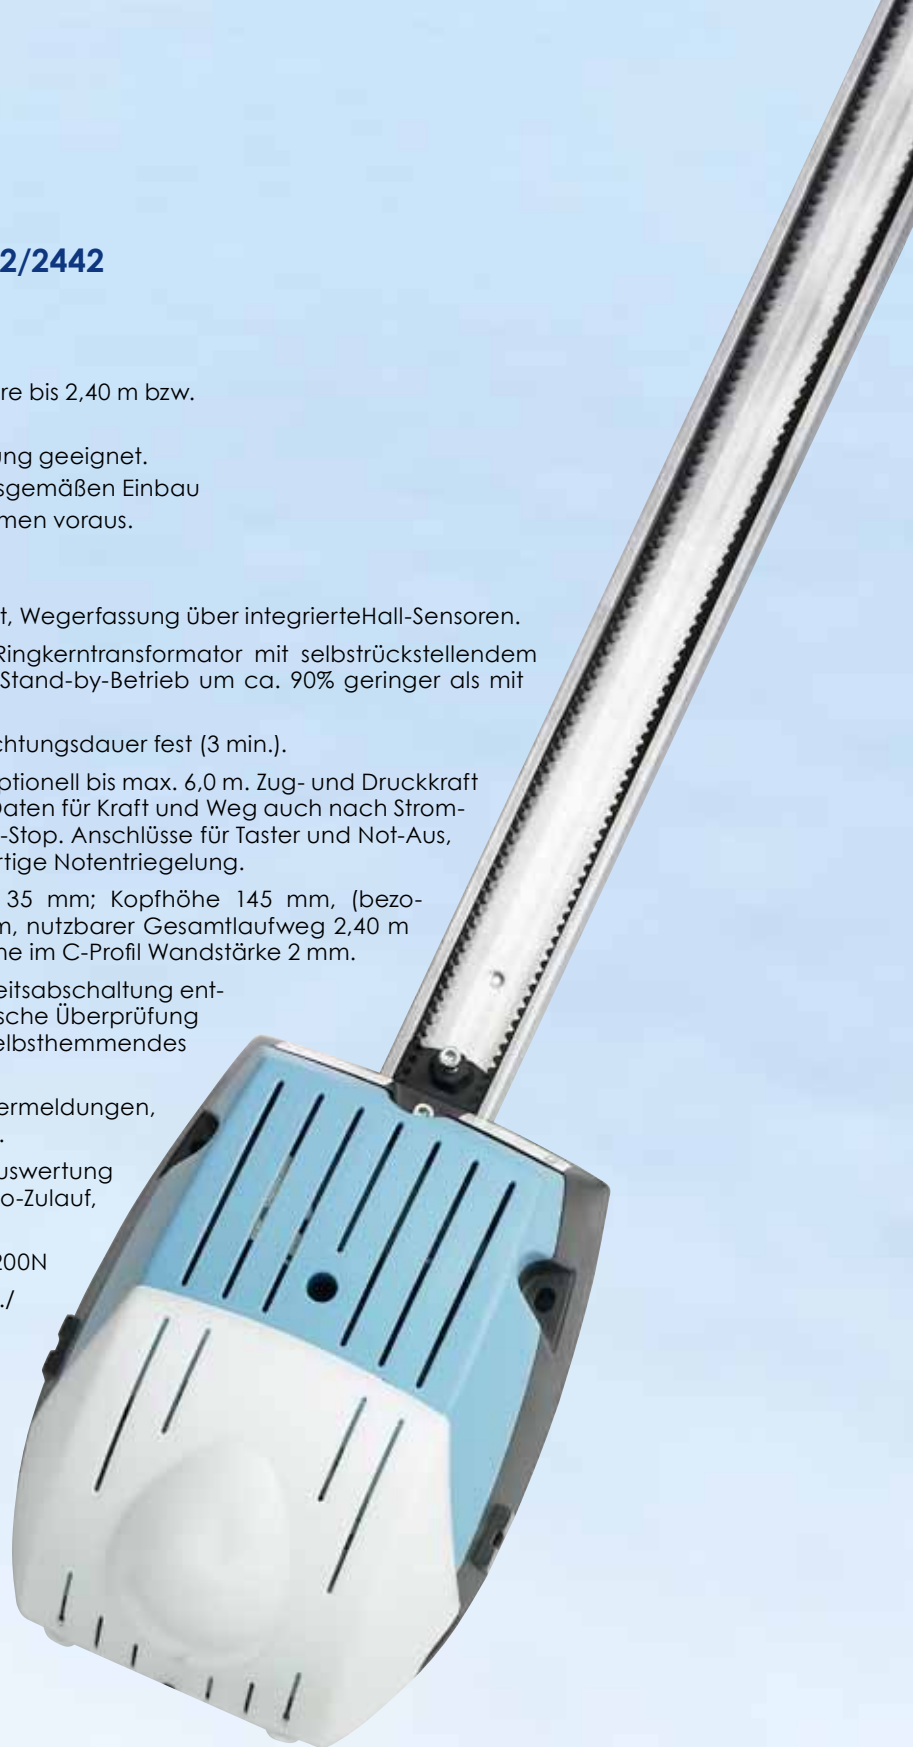 2/2442
re bis 2,40 m bzw.
ung geeignet.
sgemäßen Einbau
men voraus.
t, Wegerfassung über integrierteHall-Sensoren.
Ringkerntransformator mit selbstrückstellendem
Stand-by-Betrieb um ca. 90% geringer als mit
chtungsdauer fest (3 min.).
ptionell bis max. 6,0 m. Zug- und Druckkraft
Daten für Kraft und Weg auch nach Strom-
-Stop. Anschlüsse für Taster und Not-Aus,
rtige Notentriegelung.
35 mm; Kopfhöhe 145 mm, (bezo-
m, nutzbarer Gesamtlaufweg 2,40 m
ne im C-Profil Wandstärke 2 mm.
eitsabschaltung ent-
sche Überprüfung
elbsthemmendes
ermeldungen,
.
uswertung
o-Zulauf,
200N
./